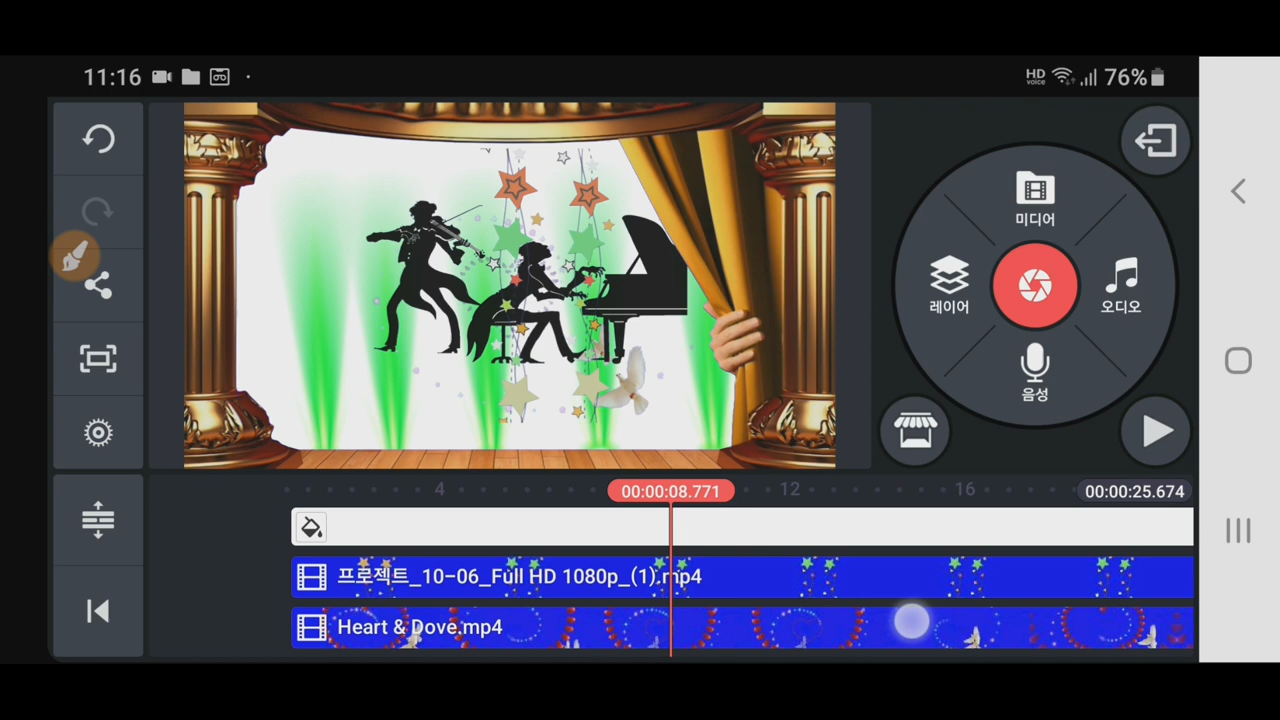 11:16
HD voice
76%
미디어
레이어
오디오
음성
4
00:00:08.771
12
16
00:00:25.674
프로젝트_10-06_Full HD 1080p_(1).mp4
Heart & Dove.mp4